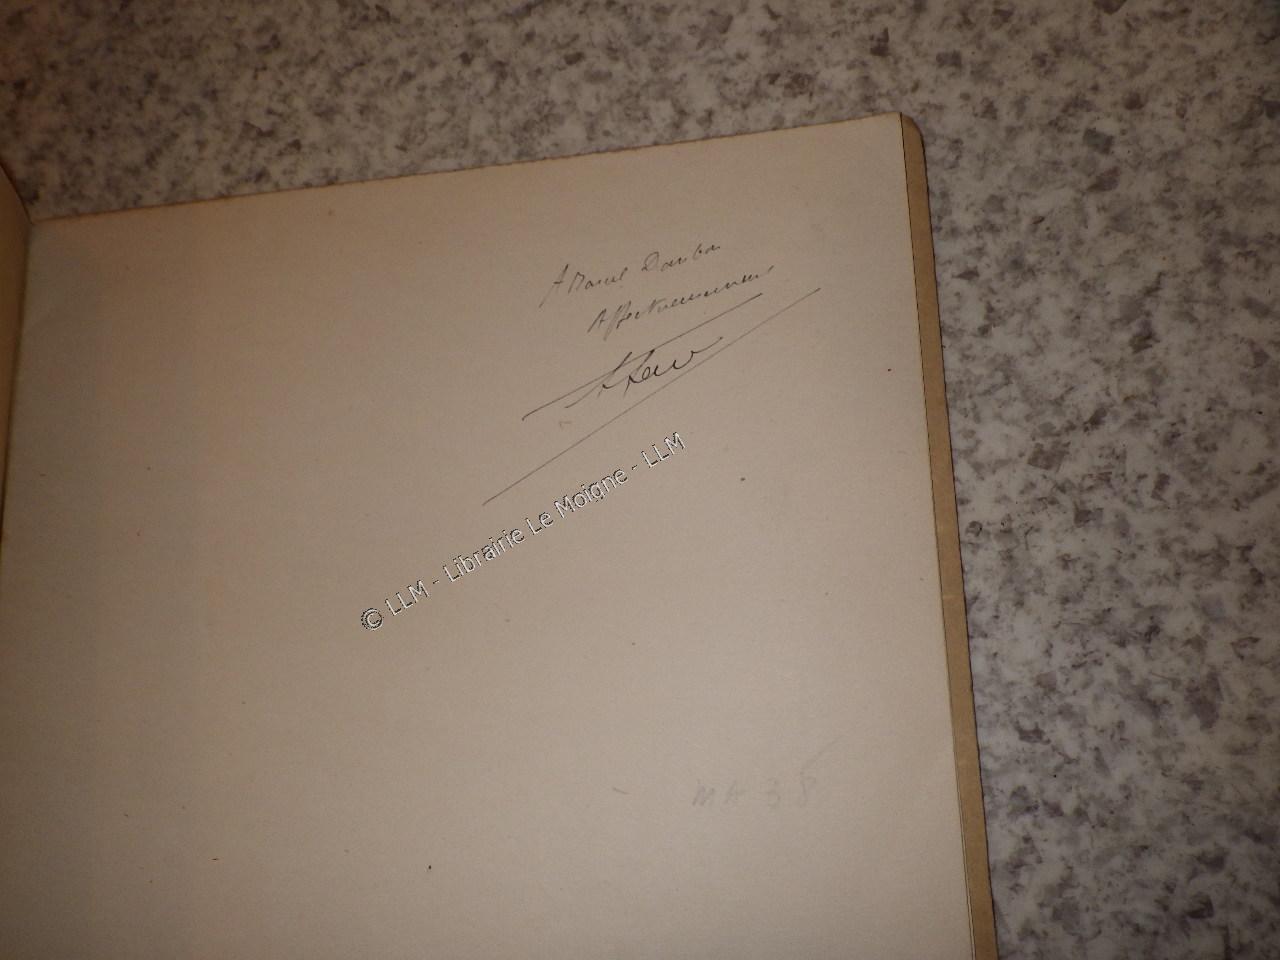 A Marcel
Affectueusement
© LLM - Librairie Le Moigne - LLM
MA 38